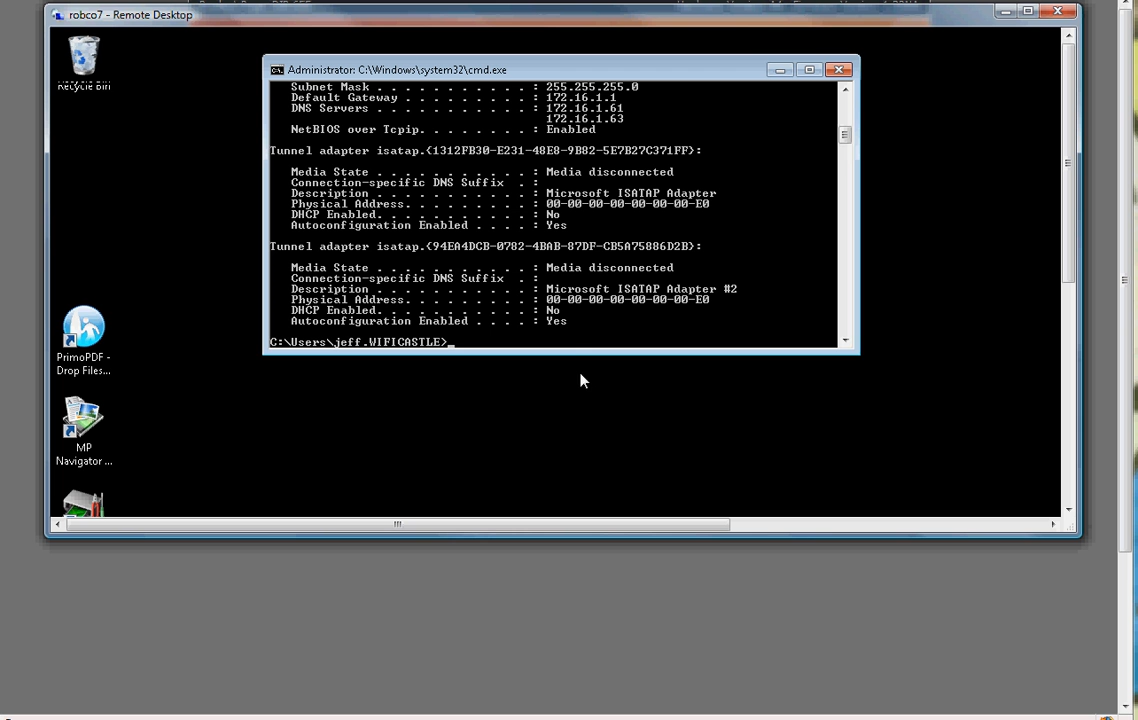 robco7 - Remote Desktop
Recycle Bin
Administrator: C:\Windows\system32\cmd.exe
Subnet Mask . . . . . . . . . . . : 255.255.255.0
Default Gateway . . . . . . . . . : 172.16.1.1
DNS Servers . . . . . . . . . . . : 172.16.1.61
172.16.1.63
NetBIOS over Tcpip. . . . . . . . : Enabled
Tunnel adapter isatap.{1312FB30-E231-48E8-9B82-5E7B27C371FF}:
Media State . . . . . . . . . . . : Media disconnected
Connection-specific DNS Suffix  . :
Description . . . . . . . . . . . : Microsoft ISATAP Adapter
Physical Address. . . . . . . . . : 00-00-00-00-00-00-00-E0
DHCP Enabled. . . . . . . . . . . : No
Autoconfiguration Enabled . . . . : Yes
Tunnel adapter isatap.{94EA4DCB-0782-4BAB-87DF-CB5A75886D2B}:
Media State . . . . . . . . . . . : Media disconnected
Connection-specific DNS Suffix  . :
Description . . . . . . . . . . . : Microsoft ISATAP Adapter #2
Physical Address. . . . . . . . . : 00-00-00-00-00-00-00-E0
DHCP Enabled. . . . . . . . . . . : No
Autoconfiguration Enabled . . . . : Yes
C:\Users\jeff.WIFICASTLE>_
PrimoPDF -
Drop Files...
MP
Navigator ...